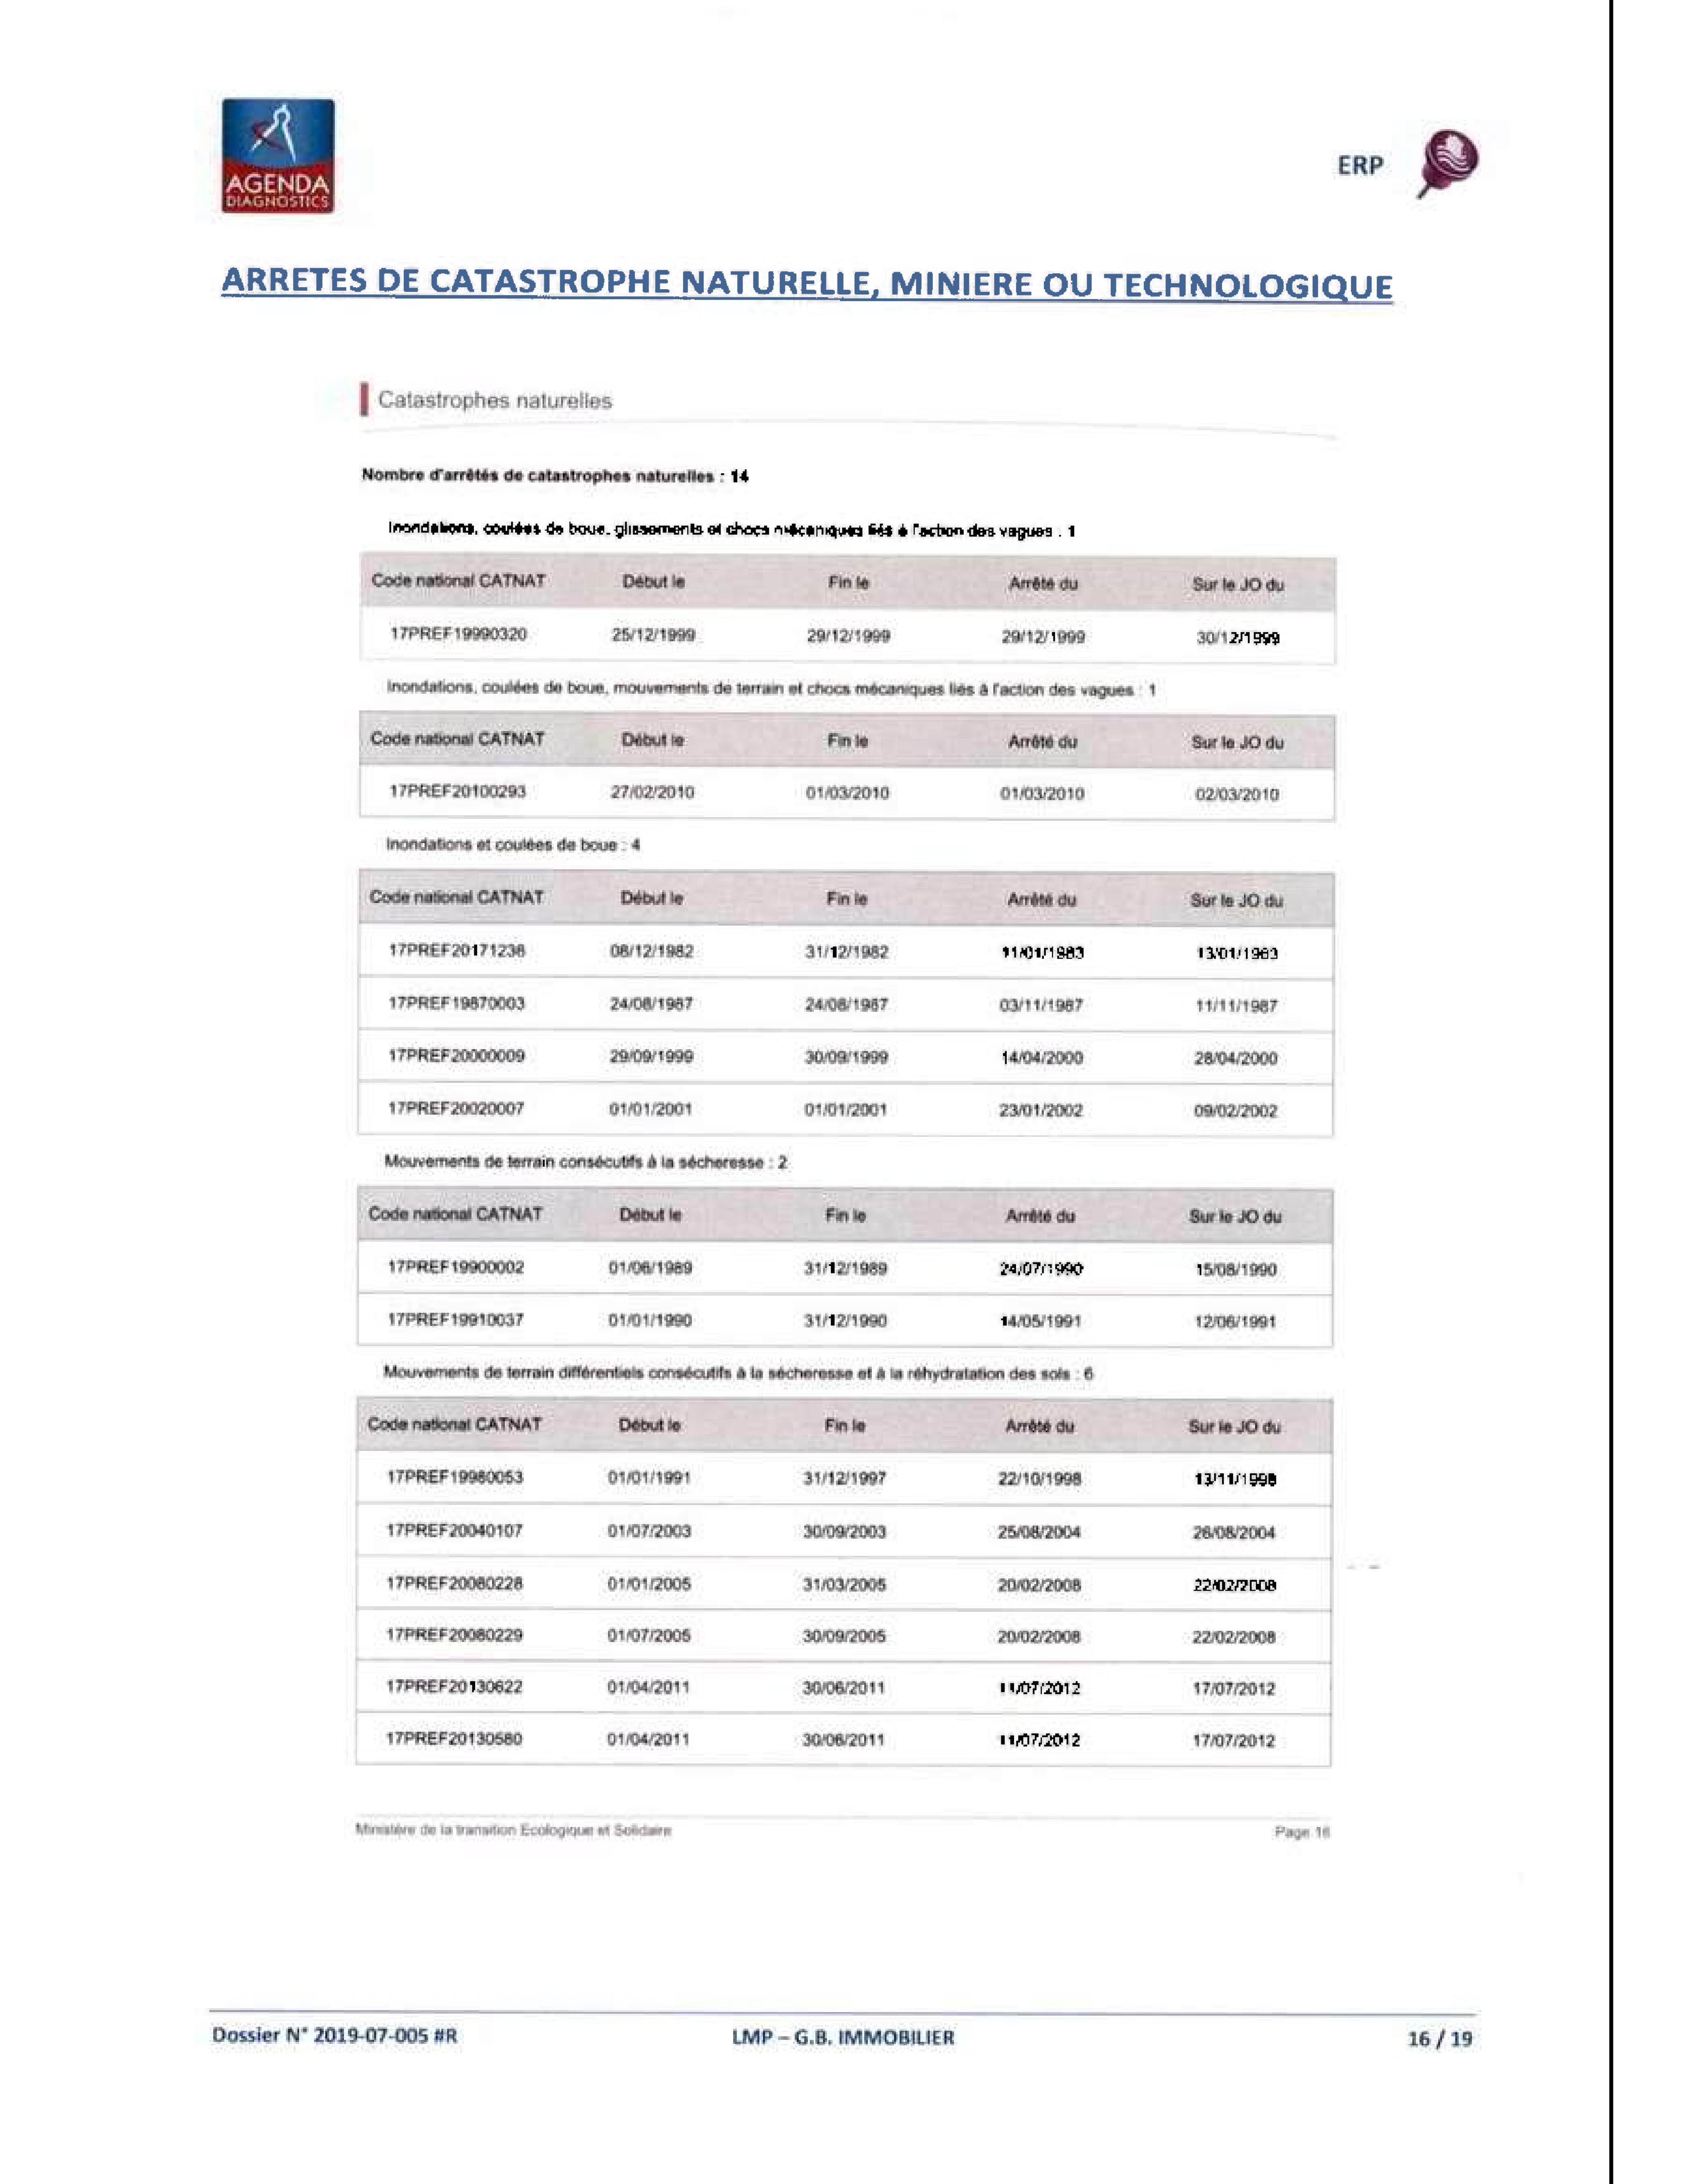 AGENDA
DIAGNOSTICS
ERP
ARRETES DE CATASTROPHE NATURELLE, MINIERE OU TECHNOLOGIQUE
Catastrophes naturelles
Nombre d'arrêtés de catastrophes naturelles : 14
Inondations, coulées de boue, glissements et chocs mécaniques liés à l'action des vagues : 1
Code national CATNAT Début le Fin le Arrêté du Sur le JO du
17PREF19990320 25/12/1999 29/12/1999 29/12/1999 30/12/1999
Inondations, coulées de boue, mouvements de terrain et chocs mécaniques liés à l'action des vagues : 1
Code national CATNAT Début le Fin le Arrêté du Sur le JO du
17PREF20100293 27/02/2010 01/03/2010 01/03/2010 02/03/2010
Inondations et coulées de boue : 4
Code national CATNAT Début le Fin le Arrêté du Sur le JO du
17PREF20171236 08/12/1982 31/12/1982 11/01/1983 13/01/1983
17PREF19870003 24/08/1987 24/08/1987 03/11/1987 11/11/1987
17PREF20000009 29/09/1999 30/09/1999 14/04/2000 28/04/2000
17PREF20020007 01/01/2001 01/01/2001 23/01/2002 09/02/2002
Mouvements de terrain consécutifs à la sécheresse : 2
Code national CATNAT Début le Fin le Arrêté du Sur le JO du
17PREF19900002 01/06/1989 31/12/1989 24/07/1990 15/08/1990
17PREF19910037 01/01/1990 31/12/1990 14/05/1991 12/06/1991
Mouvements de terrain différentiels consécutifs à la sécheresse et à la réhydratation des sols : 6
Code national CATNAT Début le Fin le Arrêté du Sur le JO du
17PREF19980053 01/01/1991 31/12/1997 22/10/1998 13/11/1998
17PREF20040107 01/07/2003 30/09/2003 25/08/2004 26/08/2004
17PREF20080228 01/01/2005 31/03/2005 20/02/2008 22/02/2008
17PREF20080229 01/07/2005 30/09/2005 20/02/2008 22/02/2008
17PREF20130622 01/04/2011 30/06/2011 11/07/2012 17/07/2012
17PREF20130580 01/04/2011 30/06/2011 11/07/2012 17/07/2012
Ministère de la transition Ecologique et Solidaire Page 16
Dossier N° 2019-07-005 #R LMP – G.B. IMMOBILIER 16 / 19